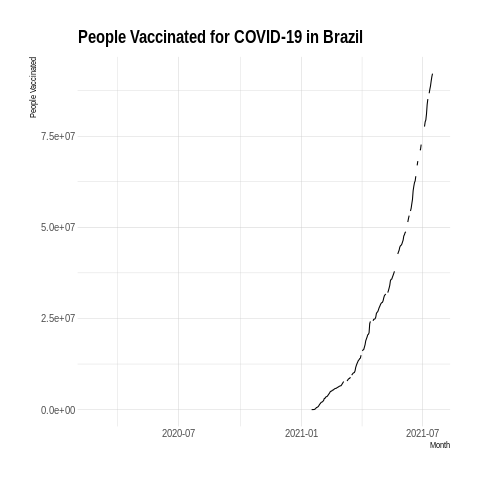 People Vaccinated for COVID-19 in Brazil
People Vaccinated
7.5e+07
5.0e+07
2.5e+07
0.0e+00
2020-07
2021-01
2021-07
Month